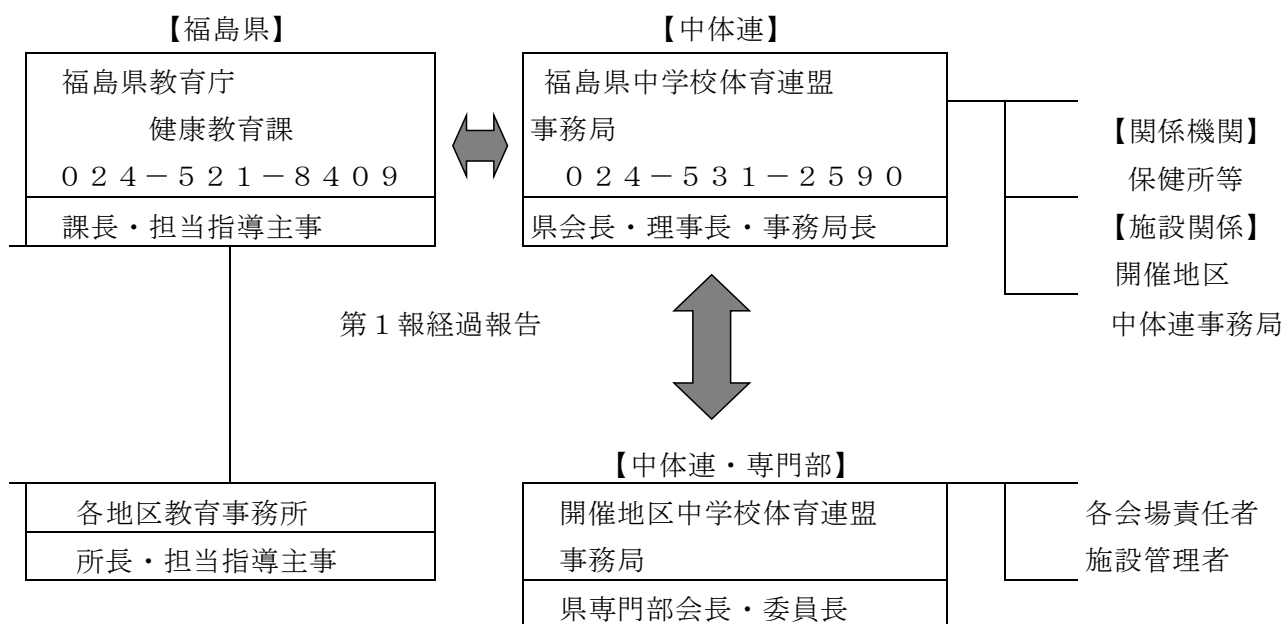 【福島県】
福島県教育庁
健康教育課
０２４－５２１－８４０９
課長・担当指導主事
【中体連】
福島県中学校体育連盟
事務局
０２４－５３１－２５９０
県会長・理事長・事務局長
【関係機関】
保健所等
【施設関係】
開催地区
中体連事務局
第１報経過報告
各地区教育事務所
所長・担当指導主事
【中体連・専門部】
開催地区中学校体育連盟
事務局
県専門部会長・委員長
各会場責任者
施設管理者